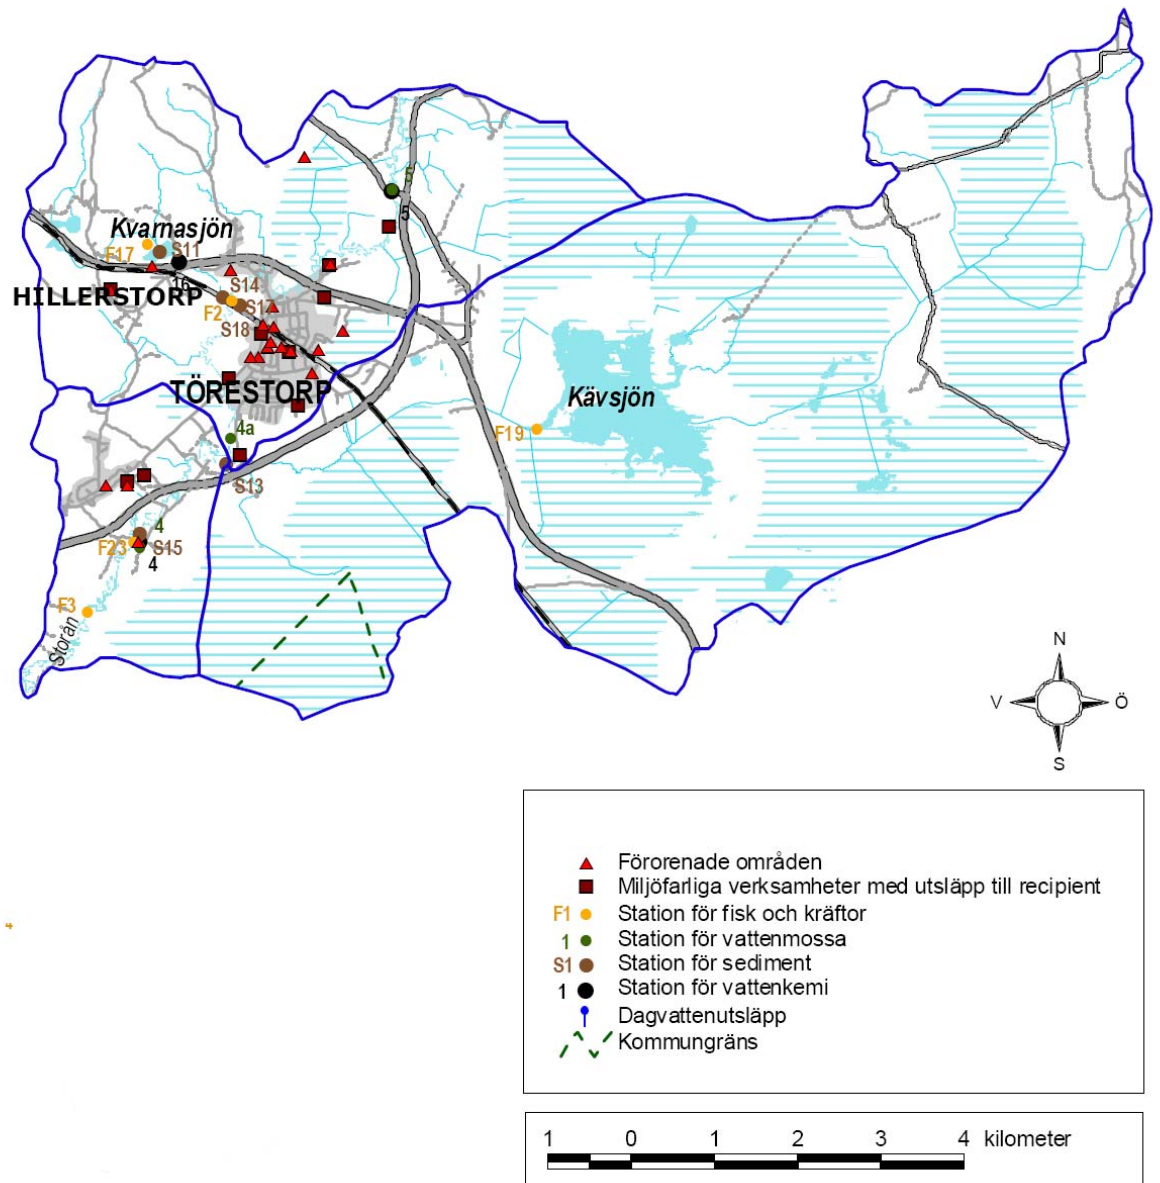 5
5
Kvarnasjön
F17
S11
16
HILLERSTORP
S14
F2
S17
S18
TÖRESTORP
Kävsjön
4a
F19
S13
4
F23
S15
4
F3
Storån
N
V
Ö
S
Förorenade områden
Miljöfarliga verksamheter med utsläpp till recipient
F1 Station för fisk och kräftor
1 Station för vattenmossa
S1 Station för sediment
1 Station för vattenkemi
Dagvattenutsläpp
Kommungräns
1 0 1 2 3 4 kilometer